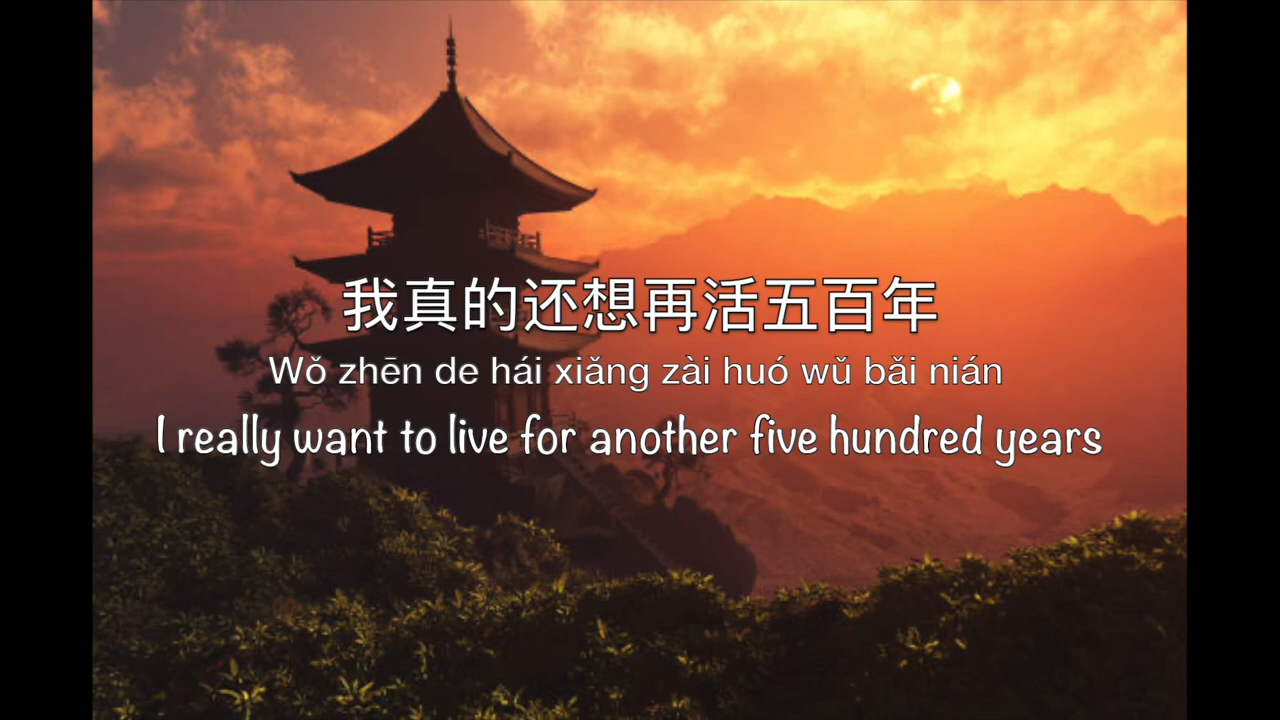 我真的还想再活五百年
Wǒ zhēn de hái xiǎng zài huó wǔ bǎi nián
I really want to live for another five hundred years